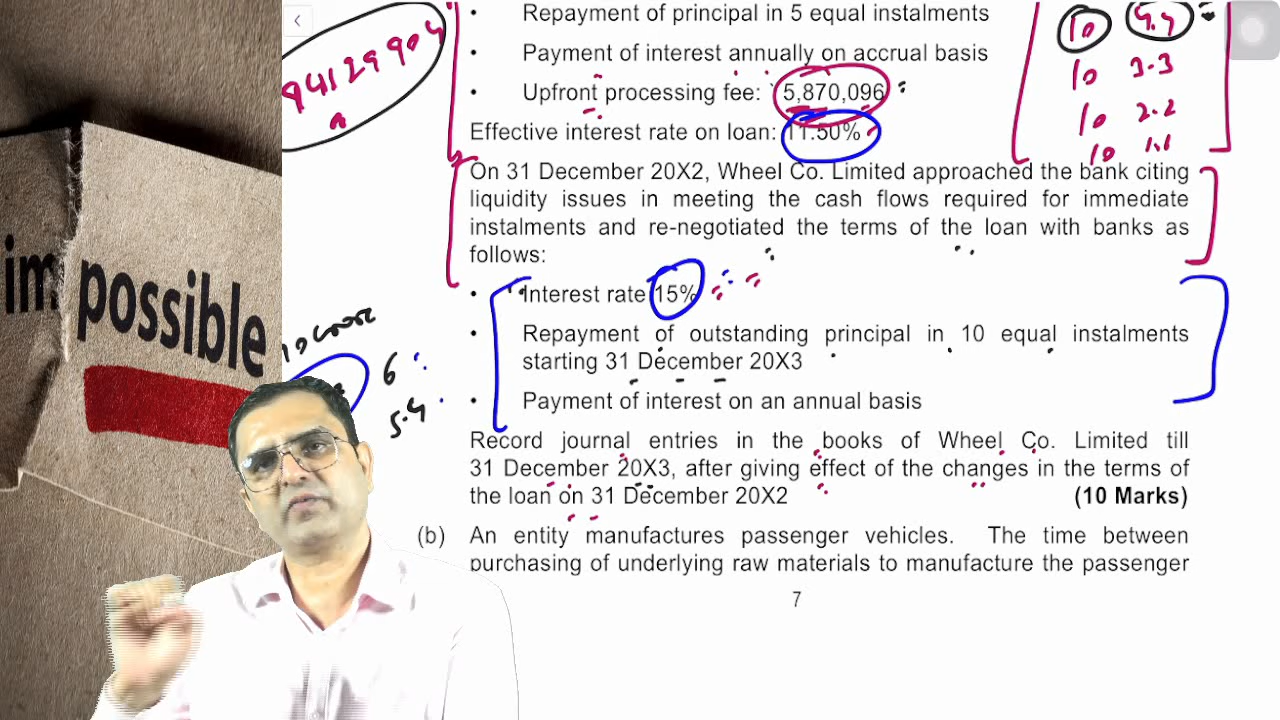 impossible
94129904
• Repayment of principal in 5 equal instalments
• Payment of interest annually on accrual basis
• Upfront processing fee: ` 5,870,096
Effective interest rate on loan: 11.50%
10 4.4
10 3.3
10 2.2
10 1.1
On 31 December 20X2, Wheel Co. Limited approached the bank citing
liquidity issues in meeting the cash flows required for immediate
instalments and re-negotiated the terms of the loan with banks as
follows:
• Interest rate 15%
• Repayment of outstanding principal in 10 equal instalments
starting 31 December 20X3
• Payment of interest on an annual basis
10 crore
6
5.4
Record journal entries in the books of Wheel Co. Limited till
31 December 20X3, after giving effect of the changes in the terms of
the loan on 31 December 20X2 (10 Marks)
(b) An entity manufactures passenger vehicles. The time between
purchasing of underlying raw materials to manufacture the passenger
7